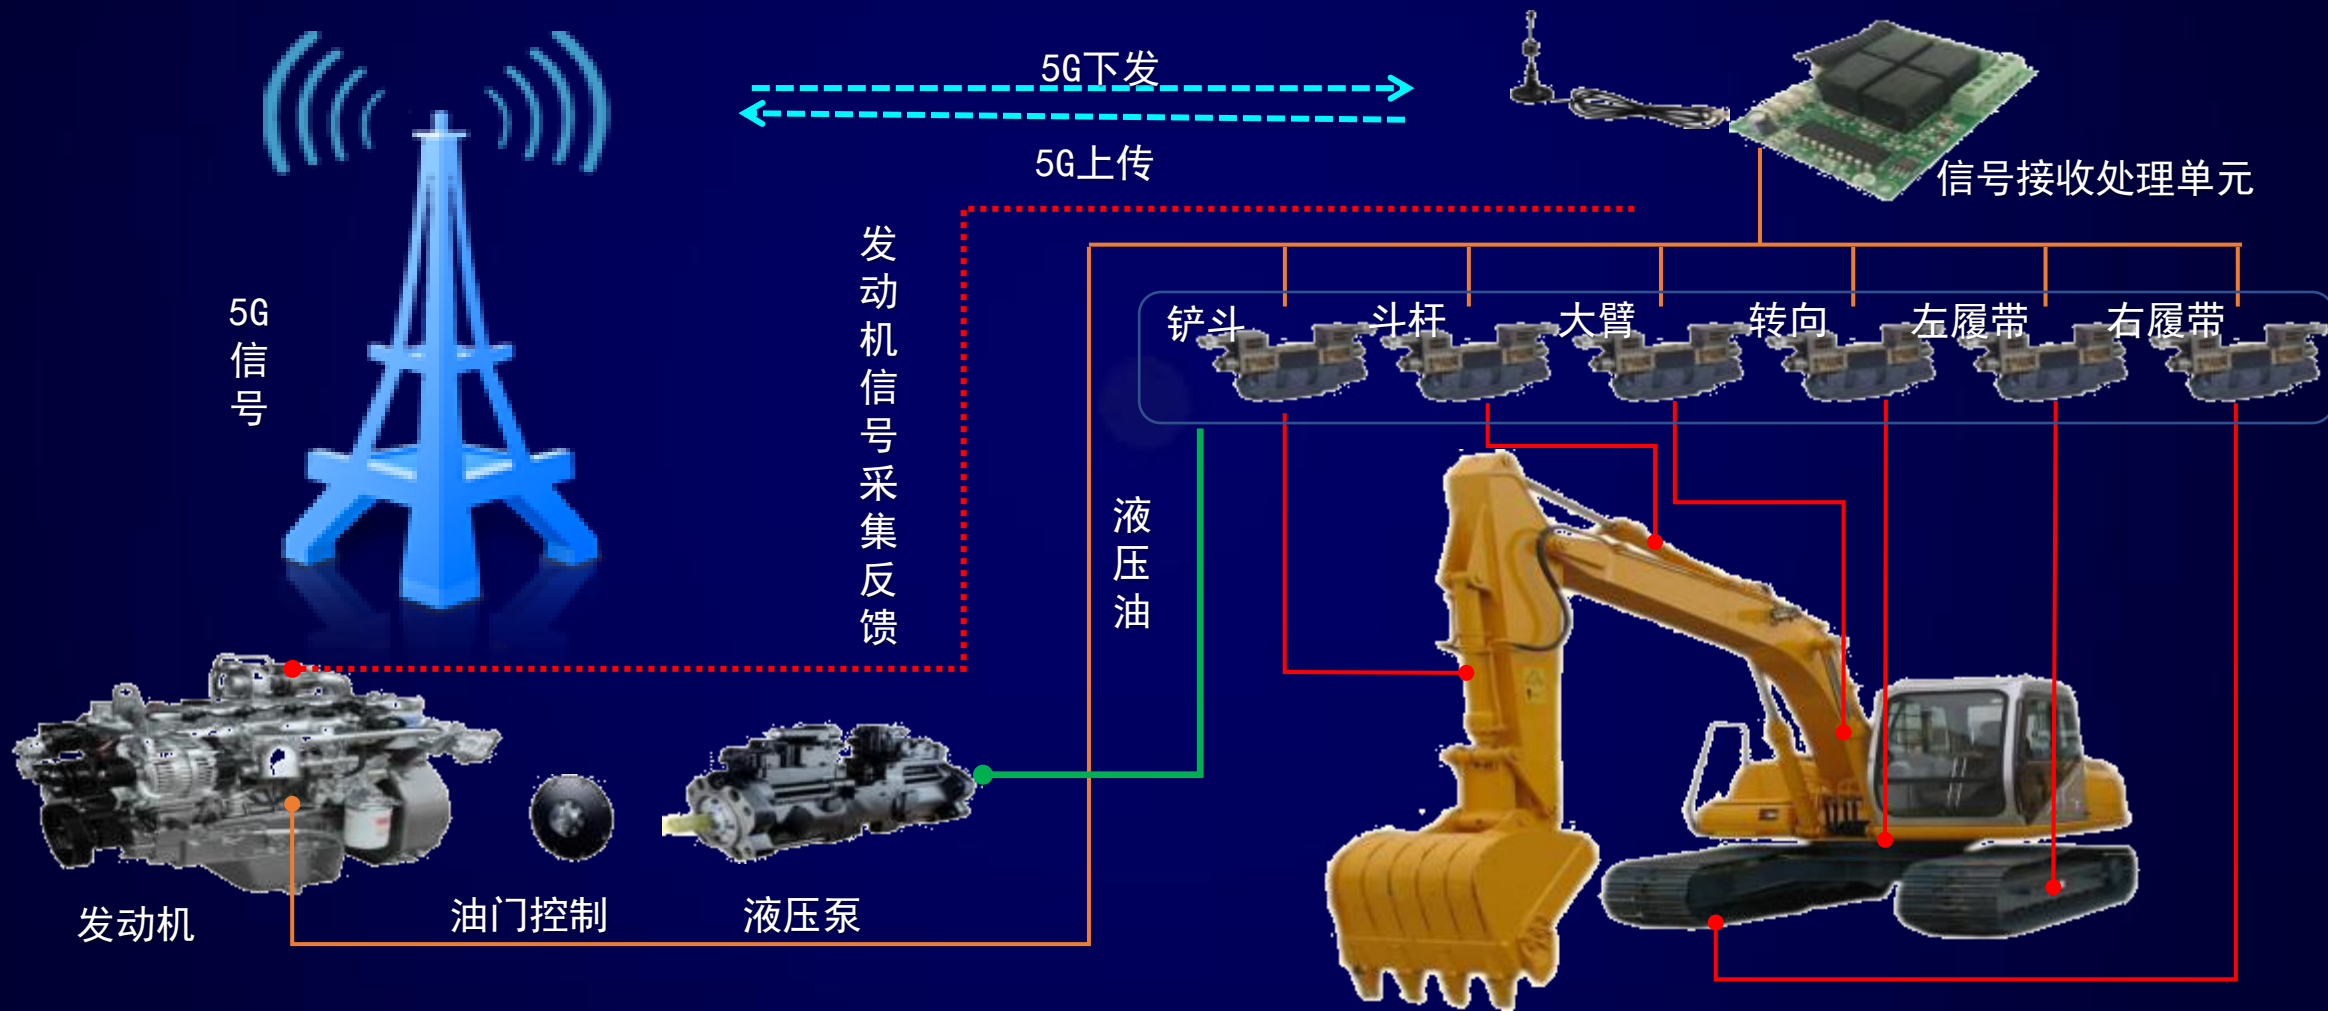 5G下发
5G上传
信号接收处理单元
5G信号
发动机信号采集反馈
铲斗
斗杆
大臂
转向
左履带
右履带
液压油
发动机
油门控制
液压泵